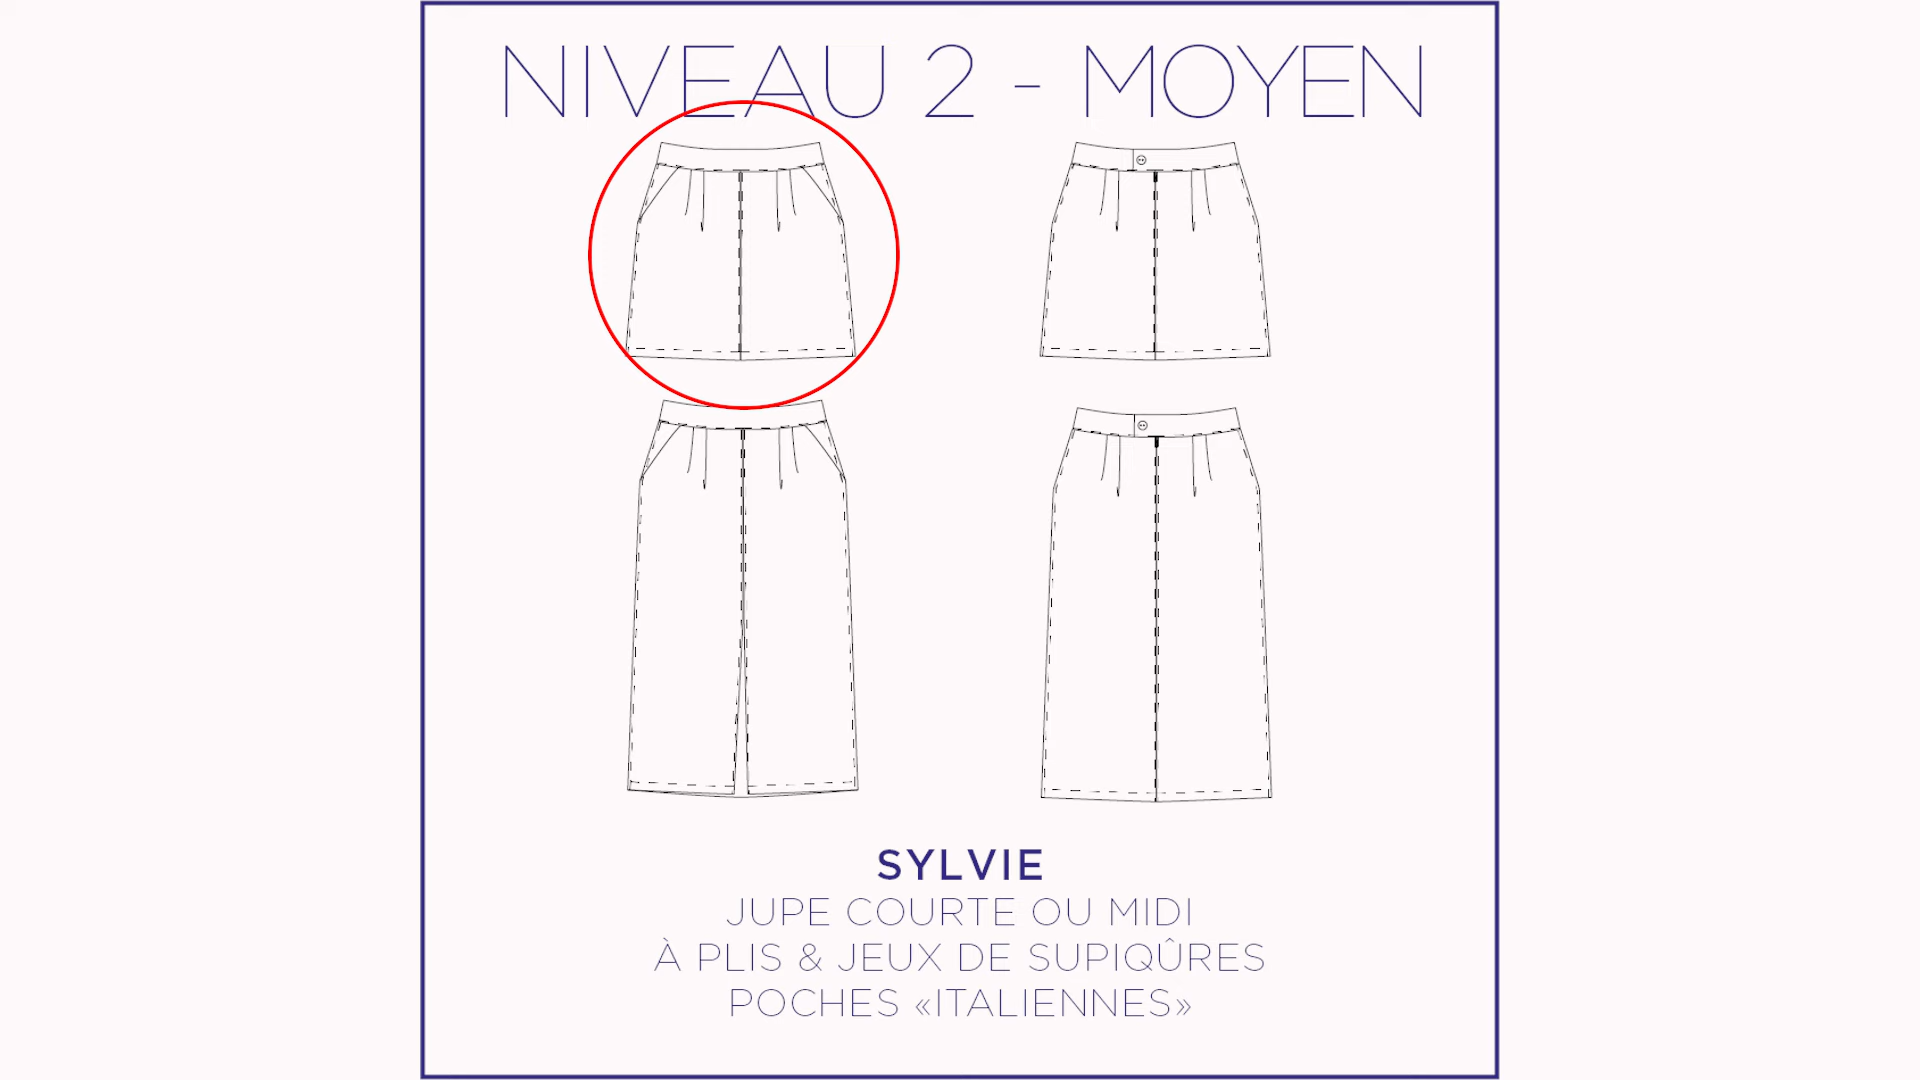 NIVEAU 2 - MOYEN
SYLVIE
JUPE COURTE OU MIDI
À PLIS & JEUX DE SUPIQÛRES
POCHES «ITALIENNES»